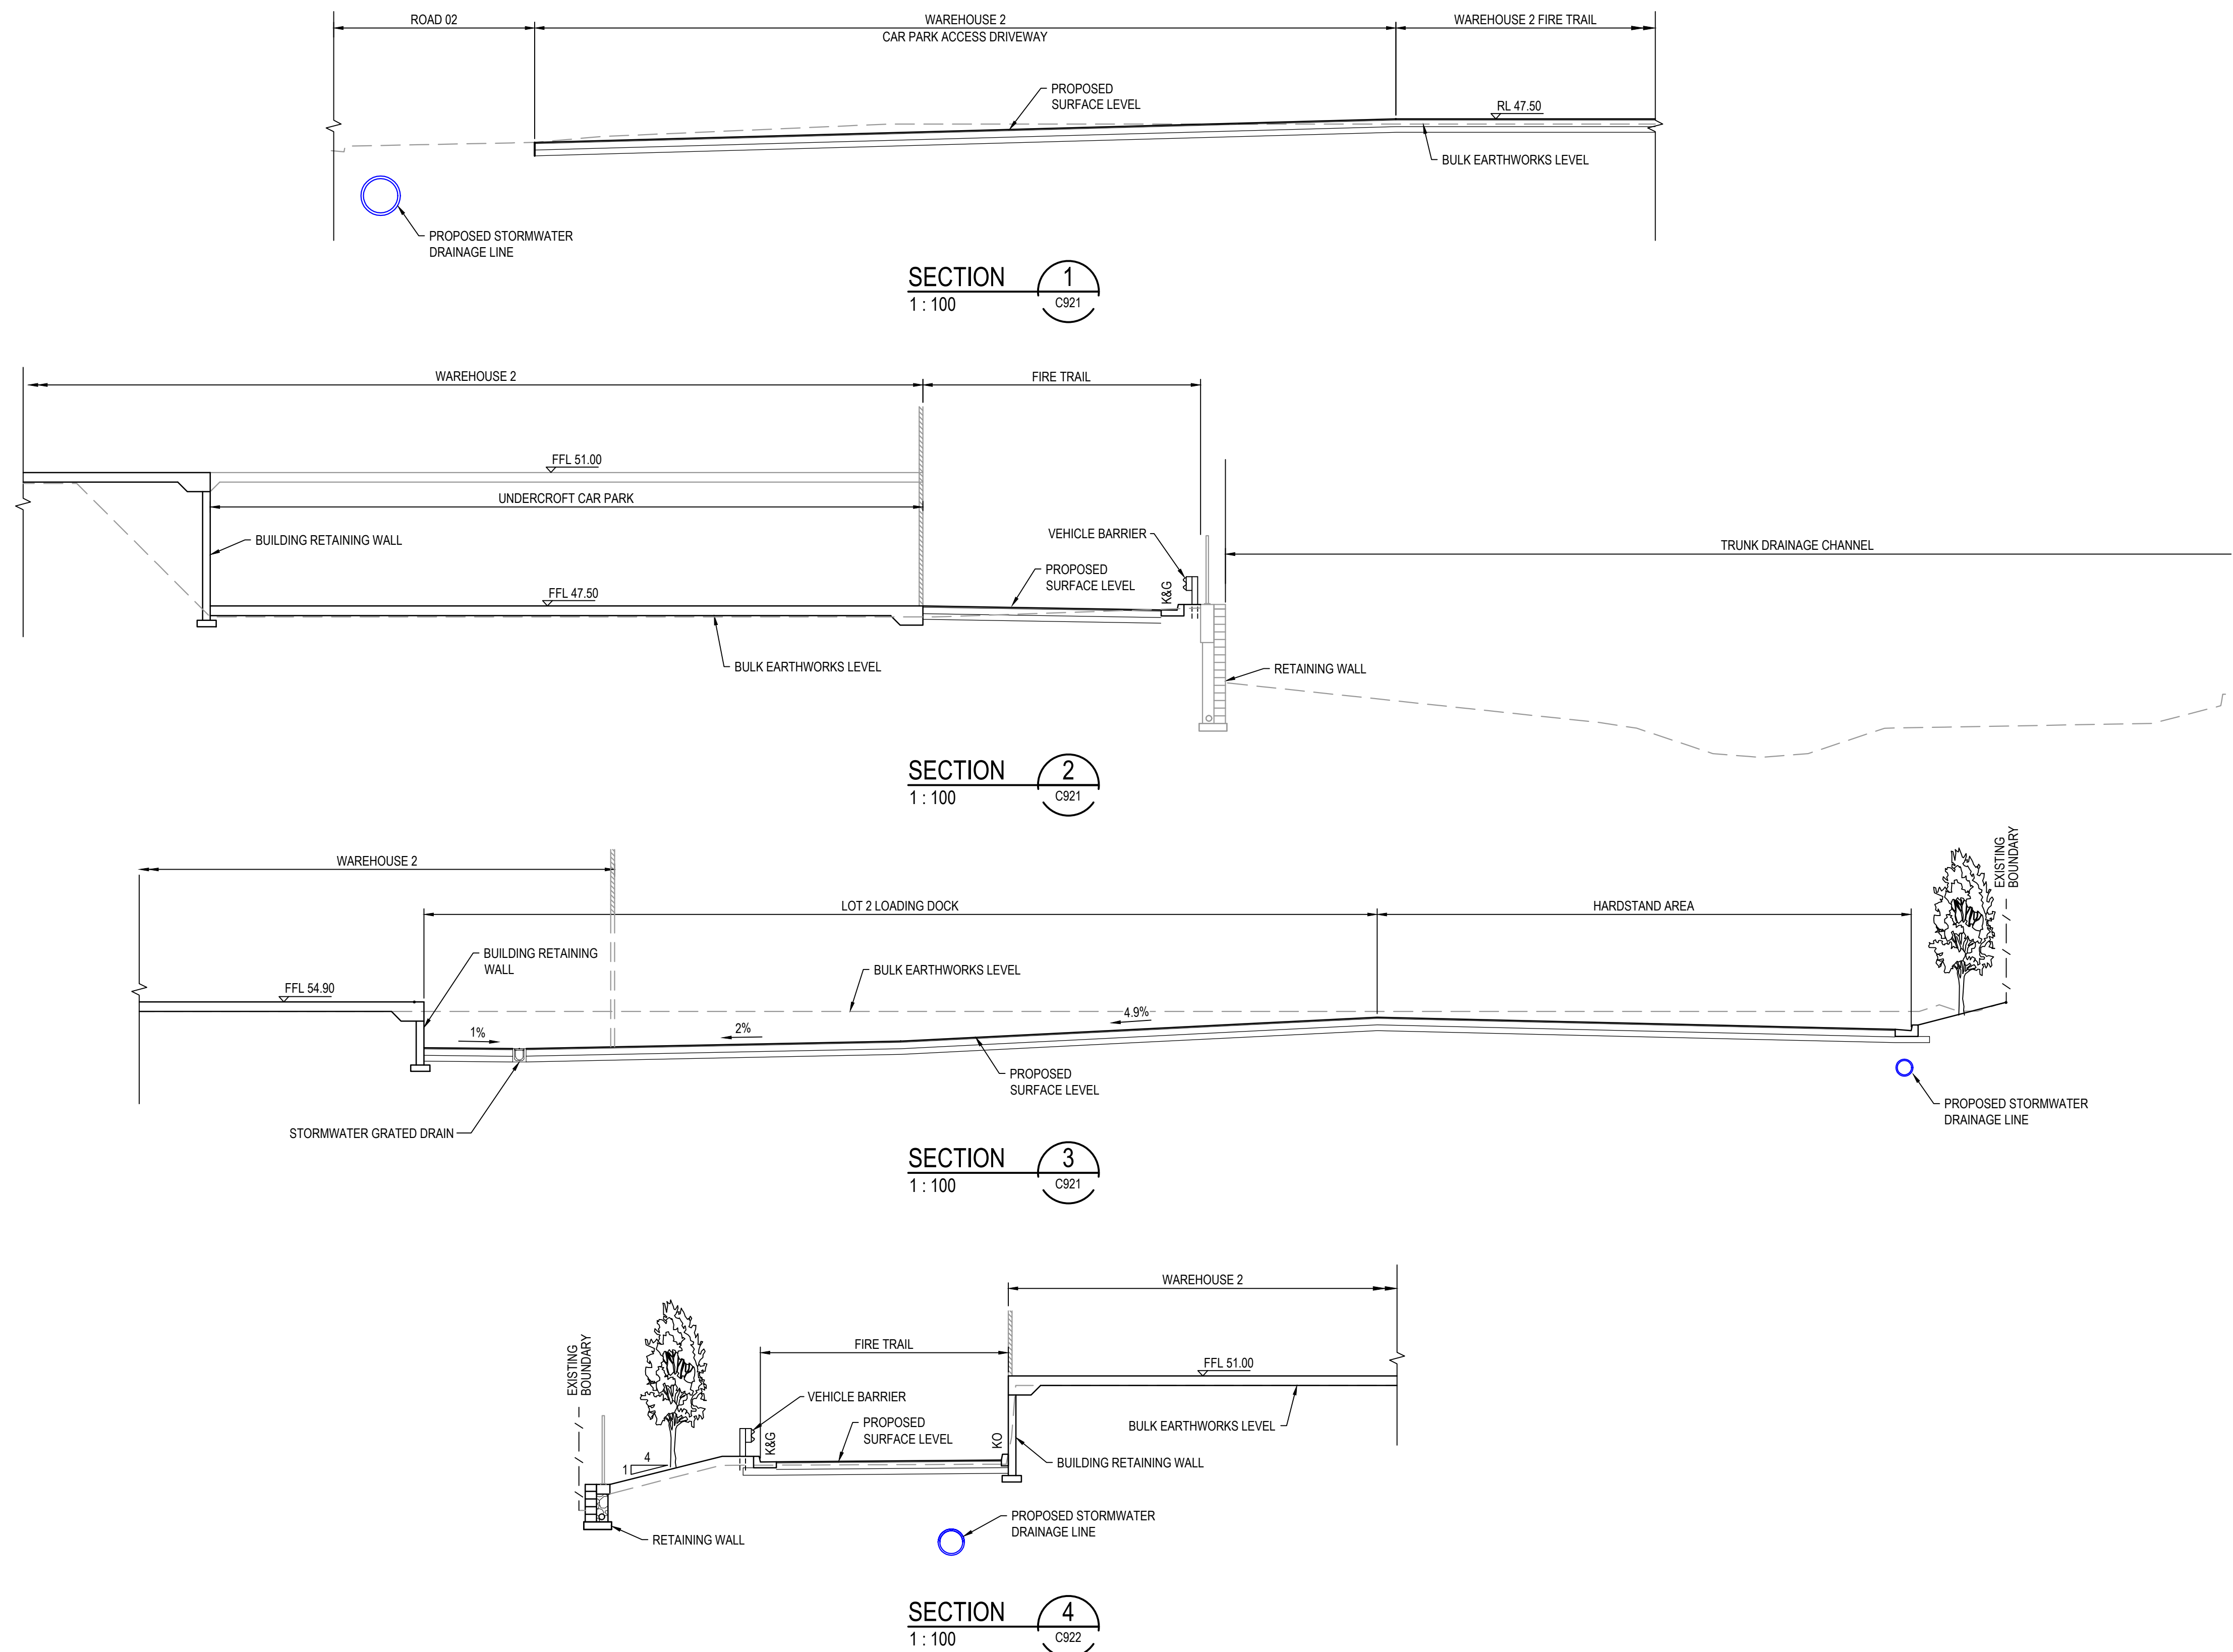 ROAD 02
WAREHOUSE 2
CAR PARK ACCESS DRIVEWAY
WAREHOUSE 2 FIRE TRAIL
PROPOSED
SURFACE LEVEL
RL 47.50
BULK EARTHWORKS LEVEL
PROPOSED STORMWATER
DRAINAGE LINE
SECTION
1 : 100
1
C921
WAREHOUSE 2
FIRE TRAIL
FFL 51.00
UNDERCROFT CAR PARK
BUILDING RETAINING WALL
VEHICLE BARRIER
TRUNK DRAINAGE CHANNEL
PROPOSED
SURFACE LEVEL
K&G
FFL 47.50
BULK EARTHWORKS LEVEL
RETAINING WALL
SECTION
1 : 100
2
C921
WAREHOUSE 2
EXISTING
BOUNDARY
LOT 2 LOADING DOCK
HARDSTAND AREA
BUILDING RETAINING
WALL
BULK EARTHWORKS LEVEL
FFL 54.90
1%
2%
4.9%
PROPOSED
SURFACE LEVEL
PROPOSED STORMWATER
DRAINAGE LINE
STORMWATER GRATED DRAIN
SECTION
1 : 100
3
C921
WAREHOUSE 2
EXISTING
BOUNDARY
FIRE TRAIL
FFL 51.00
VEHICLE BARRIER
K&G
PROPOSED
SURFACE LEVEL
KO
BULK EARTHWORKS LEVEL
4
1
BUILDING RETAINING WALL
PROPOSED STORMWATER
DRAINAGE LINE
RETAINING WALL
SECTION
1 : 100
4
C922